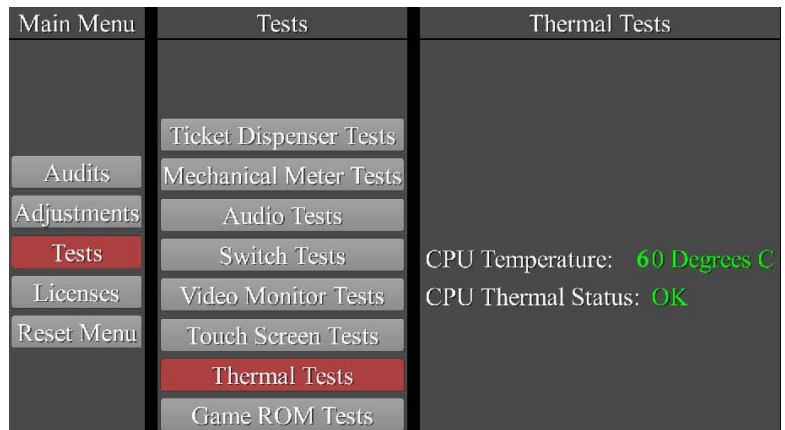 Main Menu
Audits
Adjustments
Tests
Licenses
Reset Menu
Tests
Ticket Dispenser Tests
Mechanical Meter Tests
Audio Tests
Switch Tests
Video Monitor Tests
Touch Screen Tests
Thermal Tests
Game ROM Tests
Thermal Tests
CPU Temperature: 60 Degrees C
CPU Thermal Status: OK